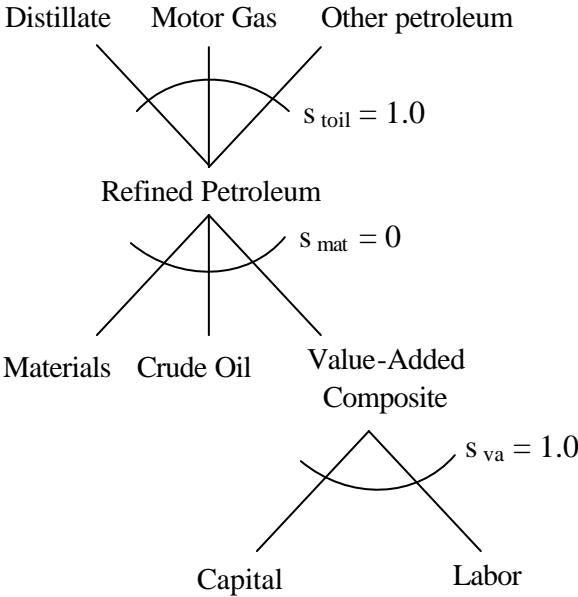 Distillate Motor Gas Other petroleum
s toil = 1.0
Refined Petroleum
s mat = 0
Materials Crude Oil Value-Added
Composite
s va = 1.0
Capital Labor